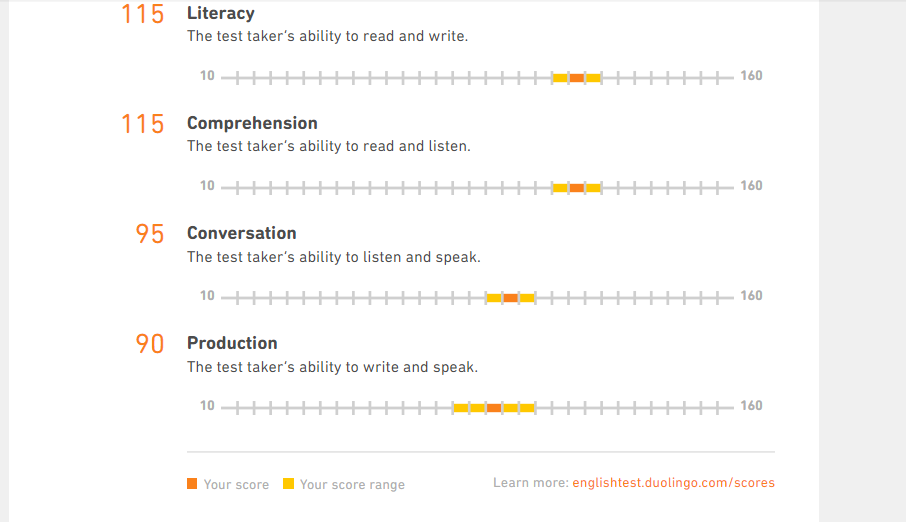 115 Literacy
The test taker's ability to read and write.
10 160
115 Comprehension
The test taker's ability to read and listen.
10 160
95 Conversation
The test taker's ability to listen and speak.
10 160
90 Production
The test taker's ability to write and speak.
10 160
Your score Your score range Learn more: englishtest.duolingo.com/scores